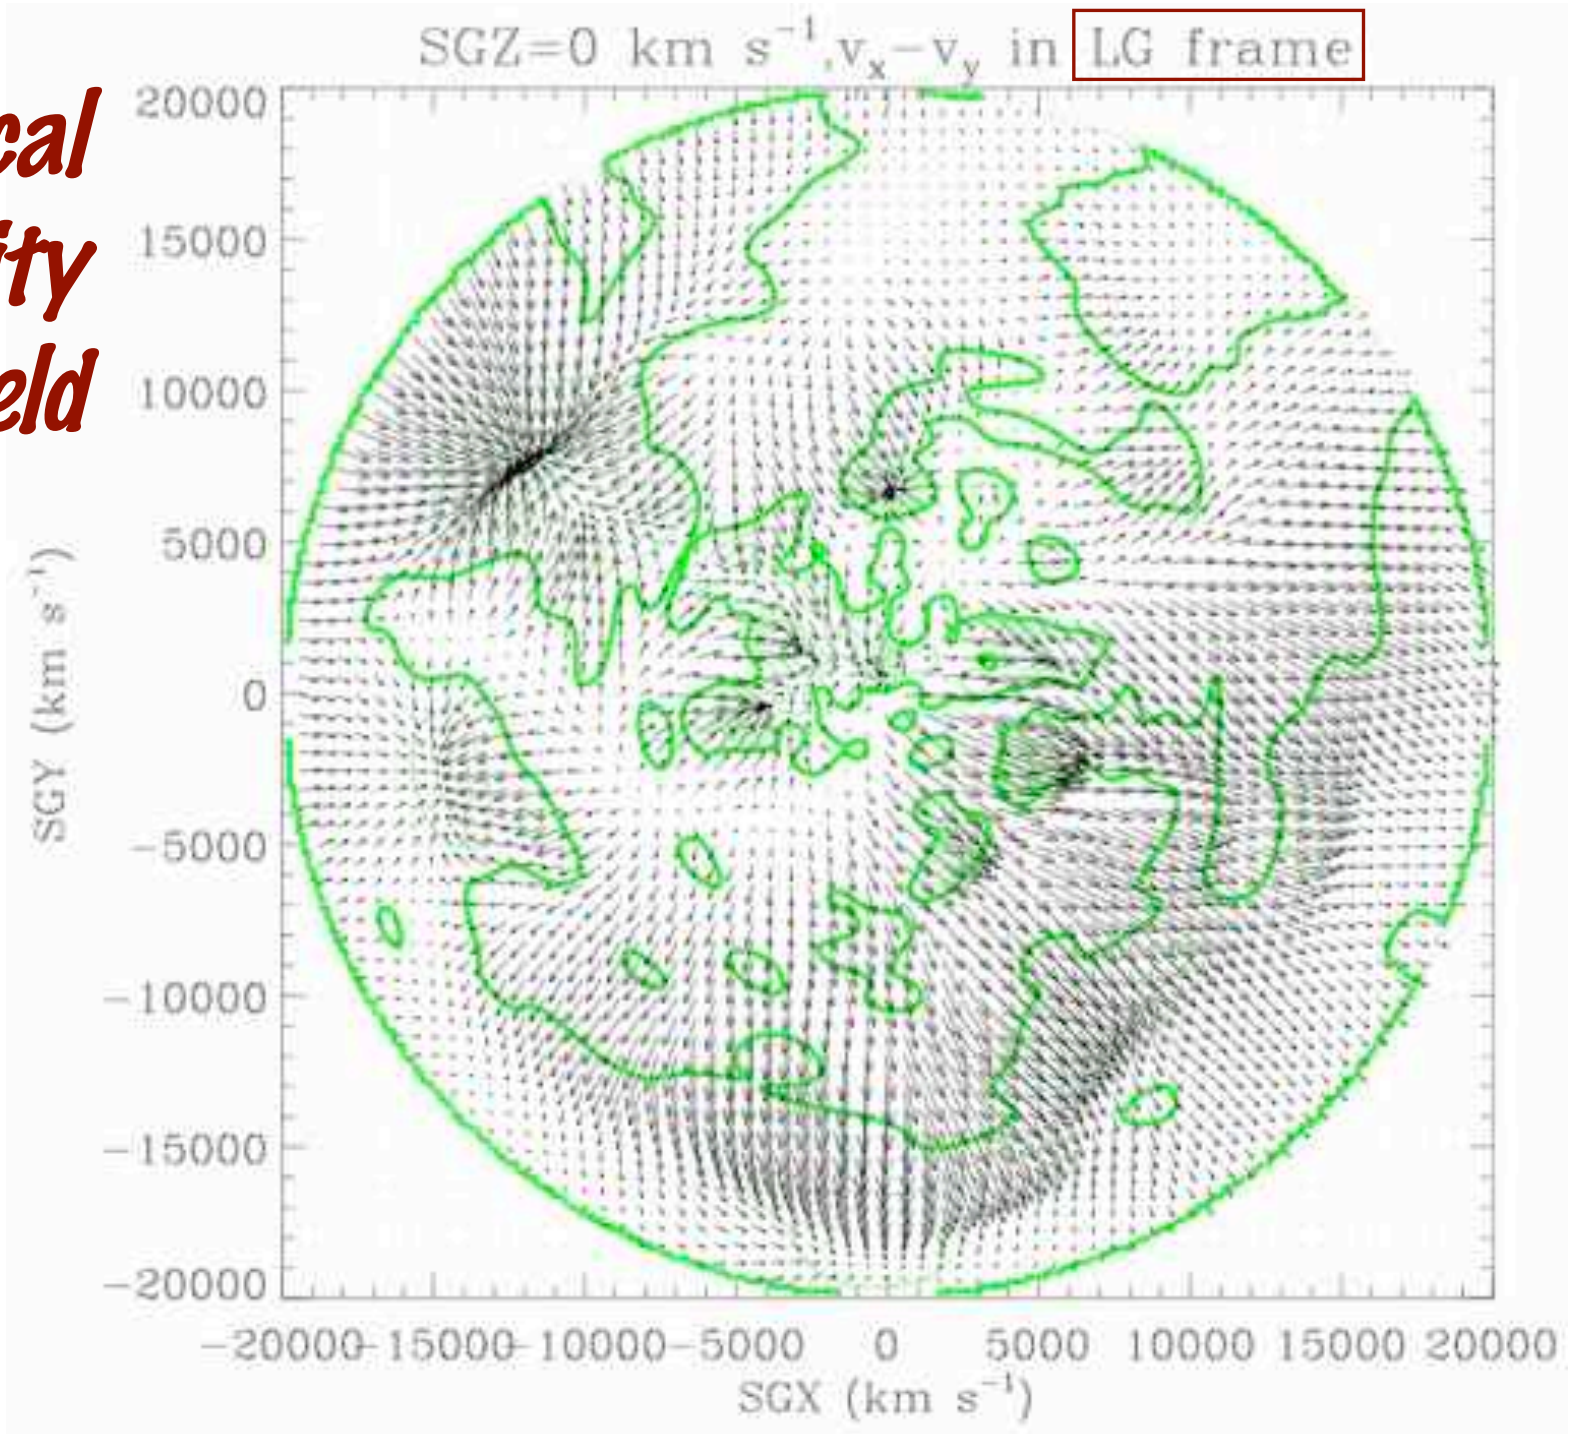 SGZ=0 km s⁻¹,vₓ−v_y in LG frame
cal
ity
eld
20000
15000
10000
5000
0
−5000
−10000
−15000
−20000
SGY (km s⁻¹)
−20000 −15000 −10000 −5000 0 5000 10000 15000 20000
SGX (km s⁻¹)